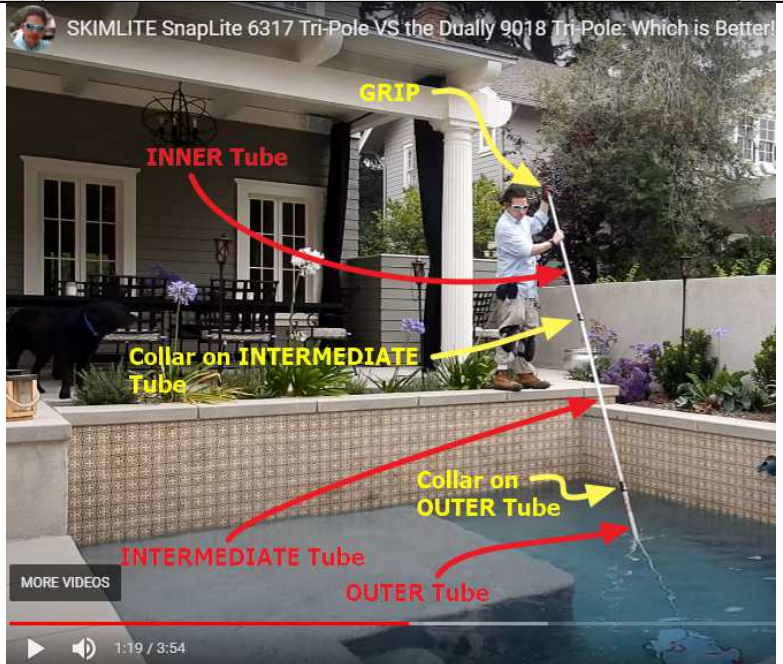 SKIMLITE SnapLite 6317 Tri-Pole VS the Dually 9018 Tri-Pole: Which is Better!
GRIP
INNER Tube
Collar on INTERMEDIATE
Tube
Collar on
OUTER Tube
INTERMEDIATE Tube
OUTER Tube
MORE VIDEOS
1:19 / 3:54